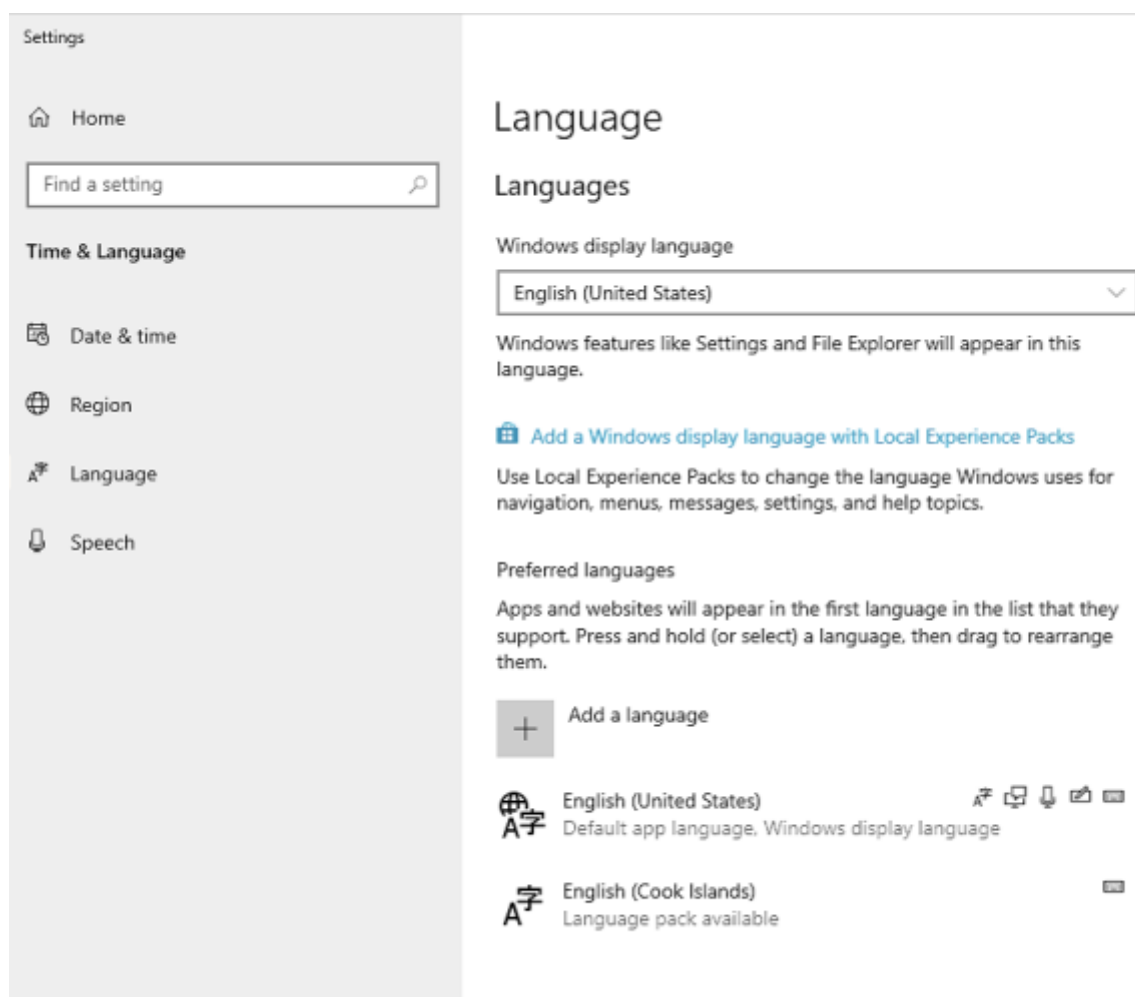 Settings
Home
Find a setting
Time & Language
Date & time
Region
Language
Speech
Language
Languages
Windows display language
English (United States)
Windows features like Settings and File Explorer will appear in this
language.
Add a Windows display language with Local Experience Packs
Use Local Experience Packs to change the language Windows uses for
navigation, menus, messages, settings, and help topics.
Preferred languages
Apps and websites will appear in the first language in the list that they
support. Press and hold (or select) a language, then drag to rearrange
them.
Add a language
English (United States)
Default app language, Windows display language
English (Cook Islands)
Language pack available